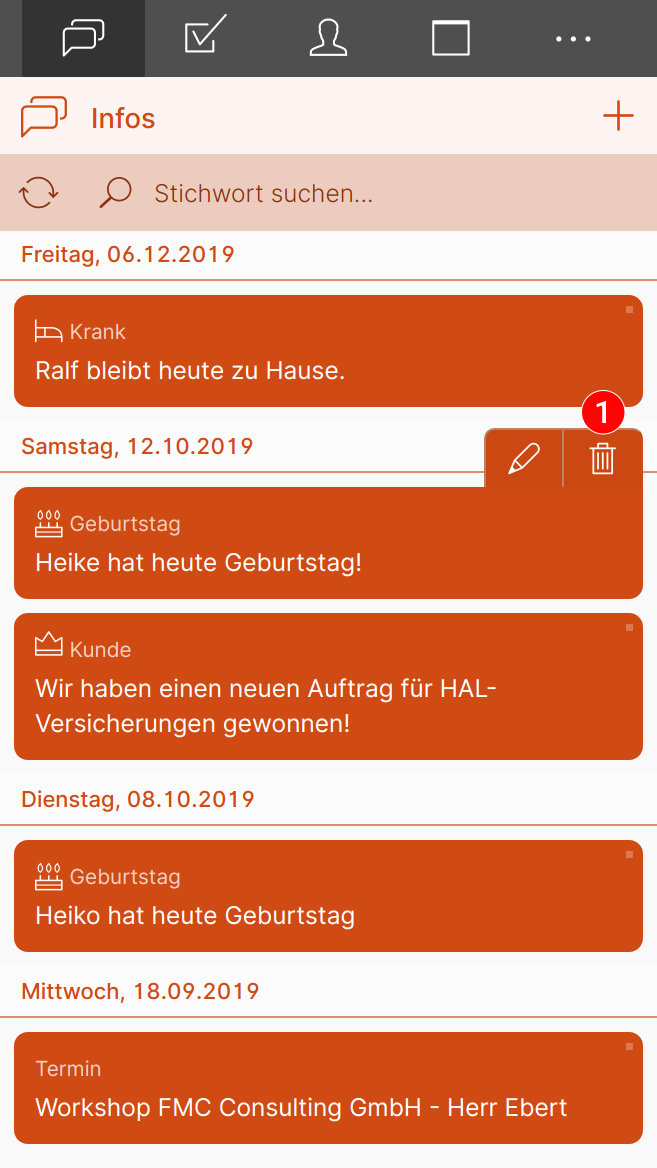 Infos
Stichwort suchen...
Freitag, 06.12.2019
Krank
Ralf bleibt heute zu Hause.
1
Samstag, 12.10.2019
Geburtstag
Heike hat heute Geburtstag!
Kunde
Wir haben einen neuen Auftrag für HAL-
Versicherungen gewonnen!
Dienstag, 08.10.2019
Geburtstag
Heiko hat heute Geburtstag
Mittwoch, 18.09.2019
Termin
Workshop FMC Consulting GmbH - Herr Ebert